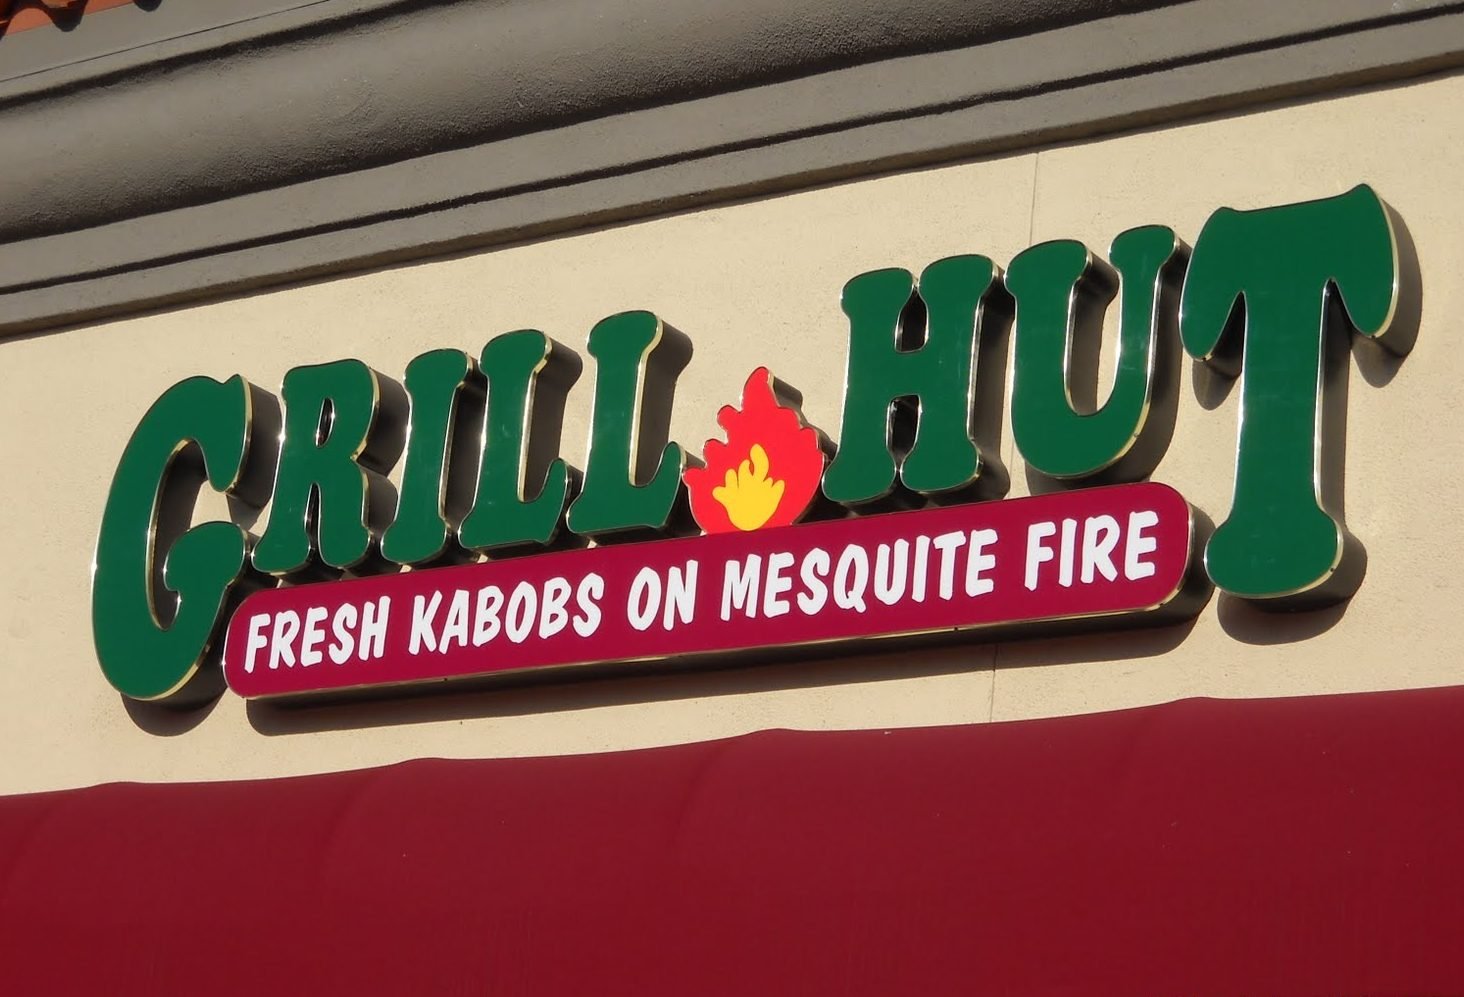 GRILL HUT
FRESH KABOBS ON MESQUITE FIRE